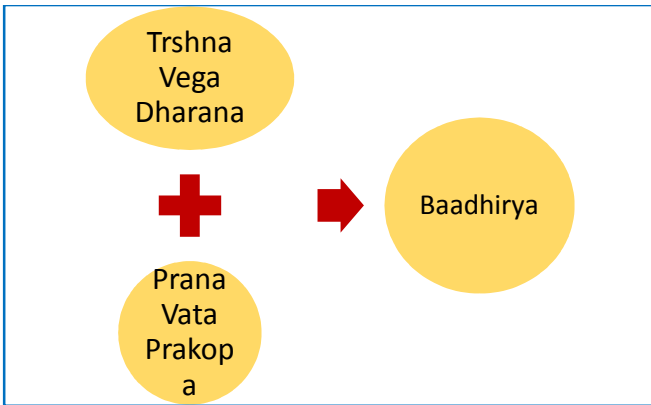 Trshna
Vega
Dharana
Baadhirya
Prana
Vata
Prakop
a